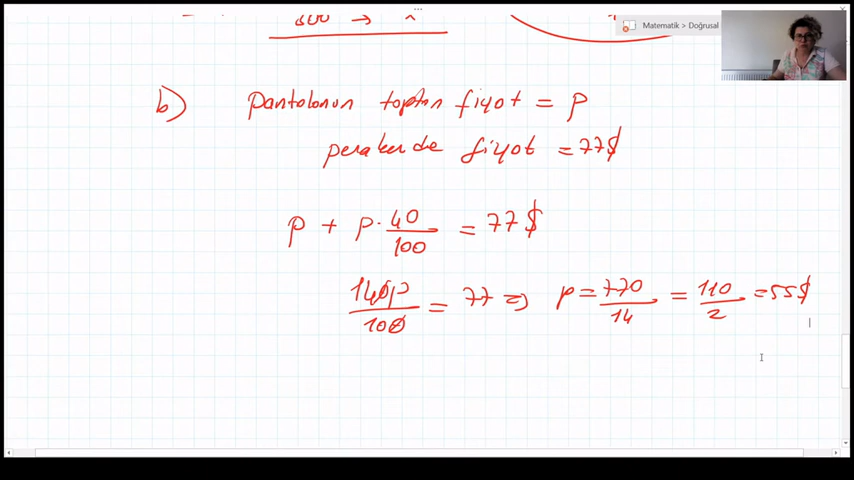 800 → x
Matematik > Doğrusal
b) Pantolonun toptan fiyat = p
perakende fiyat = 77$
p + p · 40/100 = 77$
140p/100 = 77 ⇒ p = 770/14 = 110/2 = 55$